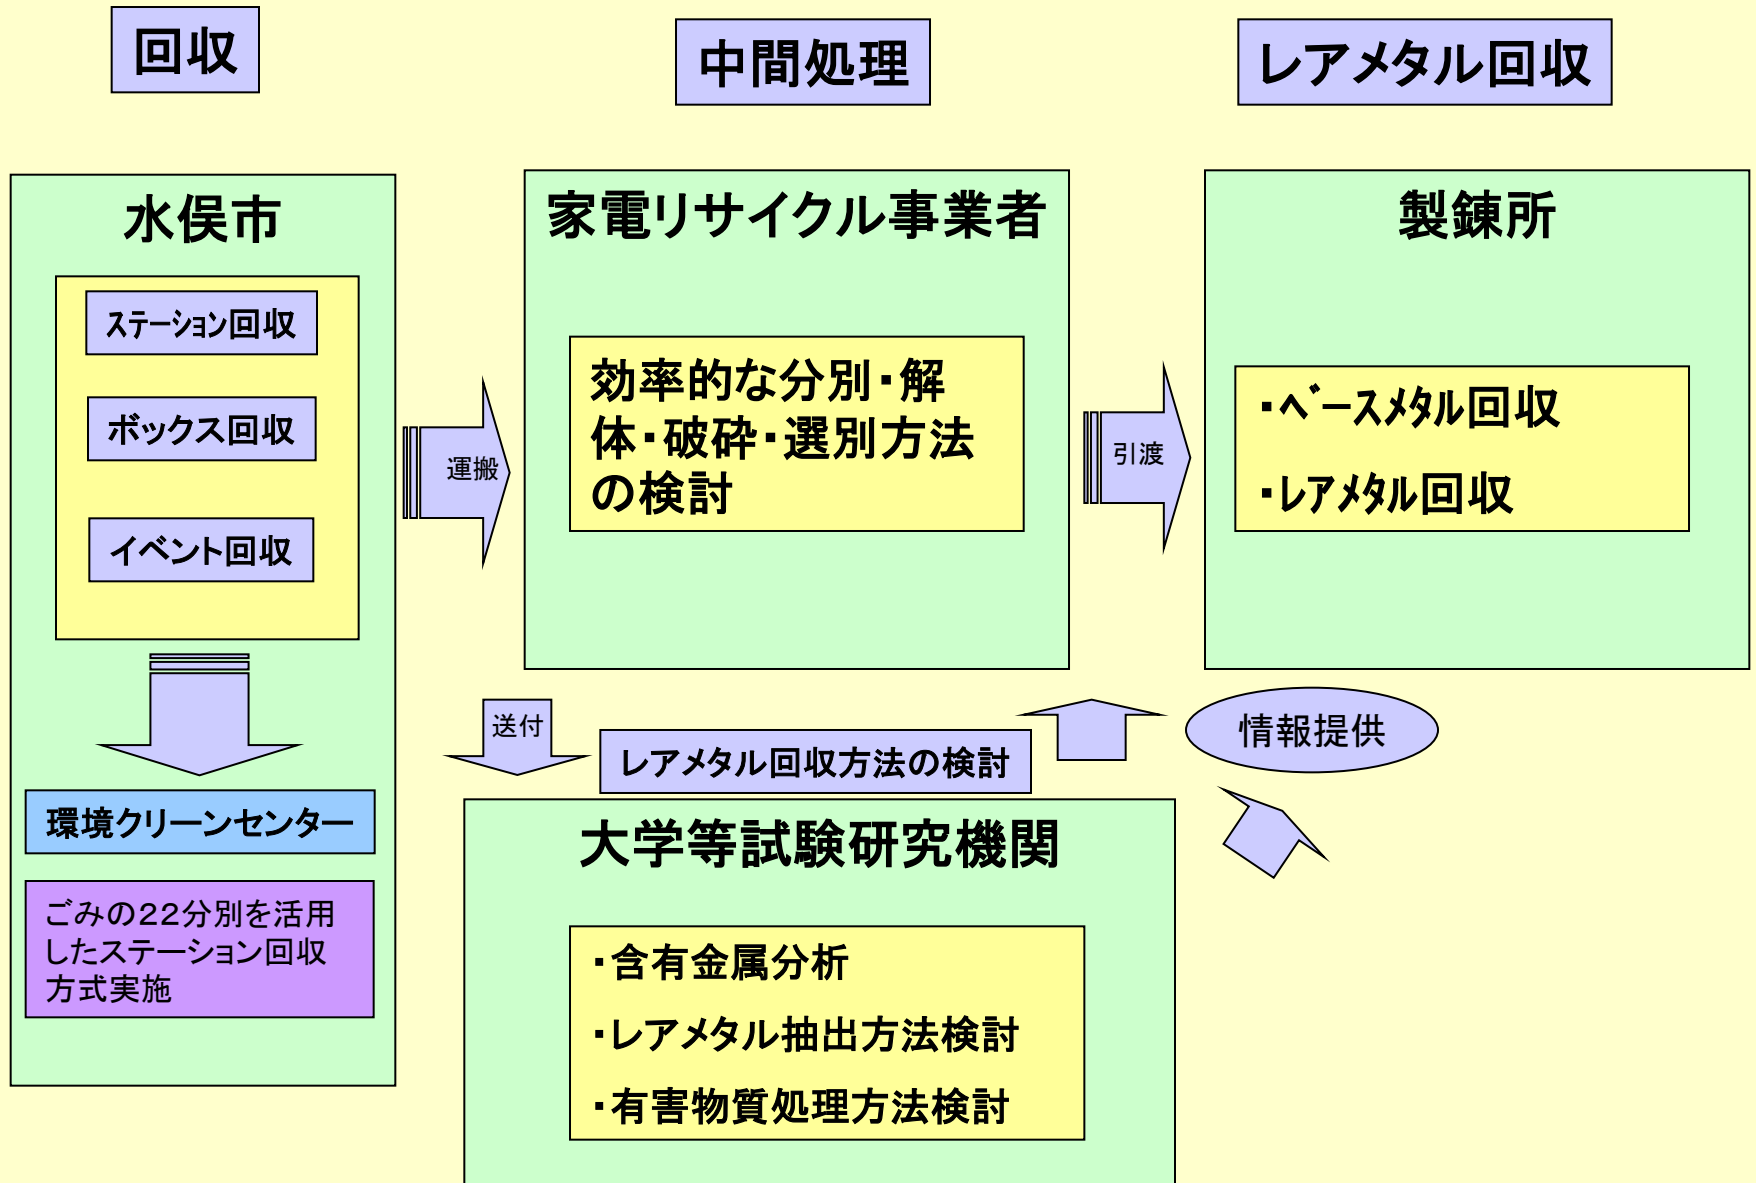 回収
中間処理
レアメタル回収
水俣市
ステーション回収
ボックス回収
イベント回収
環境クリーンセンター
ごみの22分別を活用
したステーション回収
方式実施
運搬
家電リサイクル事業者
効率的な分別・解
体・破砕・選別方法
の検討
引渡
製錬所
・ベースメタル回収
・レアメタル回収
送付
レアメタル回収方法の検討
情報提供
大学等試験研究機関
・含有金属分析
・レアメタル抽出方法検討
・有害物質処理方法検討